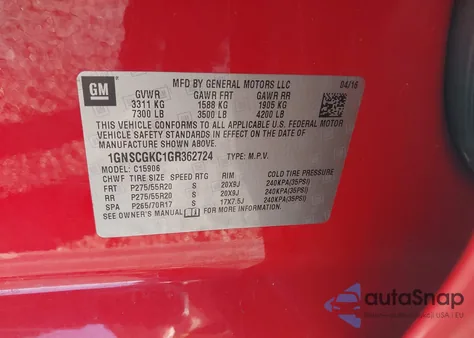 GM
MFD BY GENERAL MOTORS LLC 04/16
GVWR GAWR FRT GAWR RR
3311 KG 1588 KG 1905 KG
7300 LB 3500 LB 4200 LB
THIS VEHICLE CONFORMS TO ALL APPLICABLE U.S. FEDERAL MOTOR
VEHICLE SAFETY STANDARDS IN EFFECT ON THE DATE OF
MANUFACTURE SHOWN ABOVE.
1GNSCGKC1GR362724 TYPE: M.P.V.
MODEL: C15906
CHWF TIRE SIZE SPEED RTG RIM COLD TIRE PRESSURE
FRT P275/55R20 S 20X9J 240KPA(35PSI)
RR P275/55R20 S 20X9J 240KPA(35PSI)
SPA P265/70R17 S 17X7.5J 240KPA(35PSI)
SEE OWNER'S MANUAL FOR MORE INFORMATION.
autoSnap
USA | EU